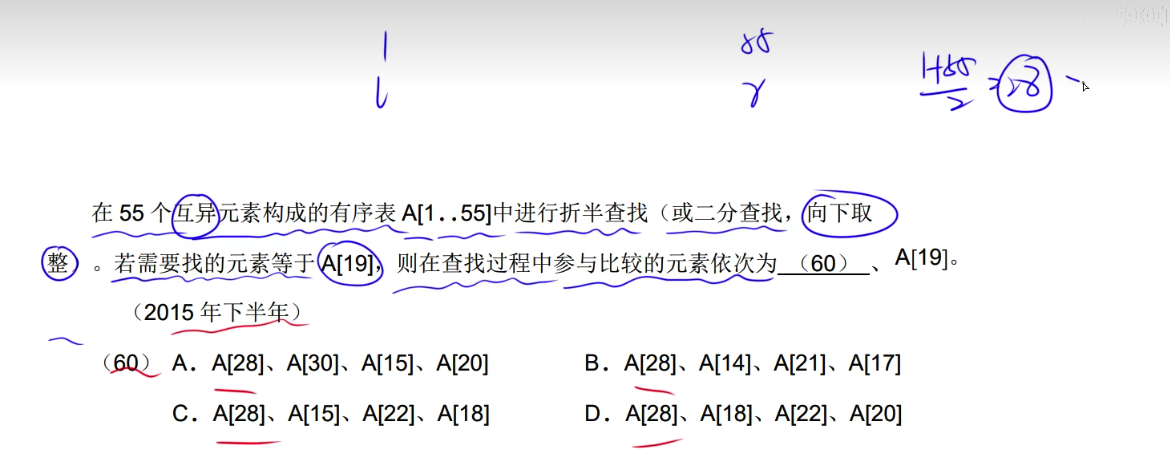 1 55
l r
1+55
2
= 28
在 55 个互异元素构成的有序表 A[1..55]中进行折半查找（或二分查找，向下取
整）。若需要找的元素等于 A[19]，则在查找过程中参与比较的元素依次为（60）、A[19]。
（2015 年下半年）
（60） A．A[28]、A[30]、A[15]、A[20] B．A[28]、A[14]、A[21]、A[17]
C．A[28]、A[15]、A[22]、A[18] D．A[28]、A[18]、A[22]、A[20]